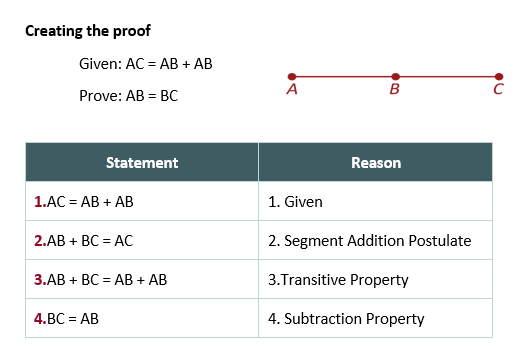 Creating the proof
Given: AC = AB + AB
Prove: AB = BC
A B C
Statement Reason
1.AC = AB + AB 1. Given
2.AB + BC = AC 2. Segment Addition Postulate
3.AB + BC = AB + AB 3.Transitive Property
4.BC = AB 4. Subtraction Property